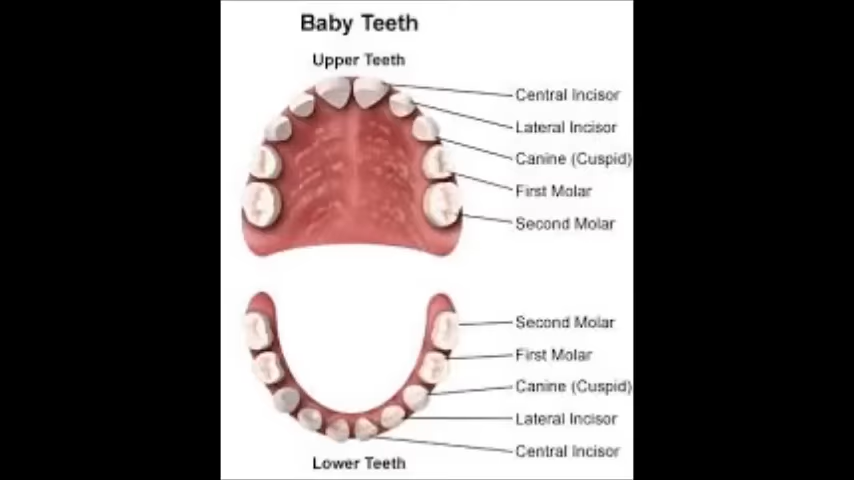 Baby Teeth
Upper Teeth
Central Incisor
Lateral Incisor
Canine (Cuspid)
First Molar
Second Molar
Second Molar
First Molar
Canine (Cuspid)
Lateral Incisor
Central Incisor
Lower Teeth